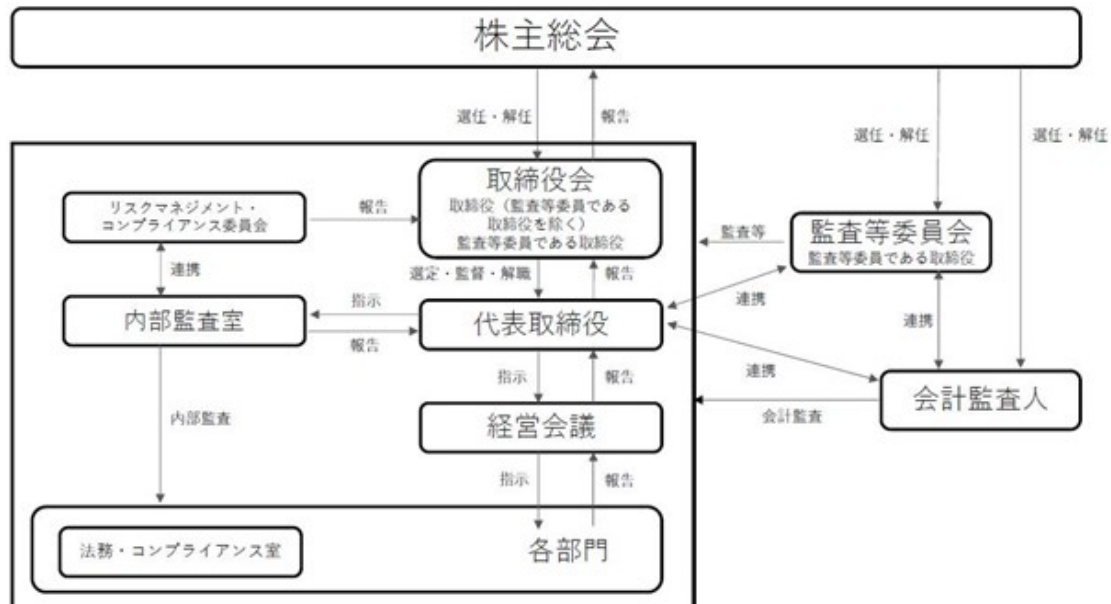 株主総会
選任・解任
報告
選任・解任
選任・解任
取締役会
取締役（監査等委員である
取締役を除く）
監査等委員である取締役
リスクマネジメント・
コンプライアンス委員会
報告
監査等
監査等委員会
監査等委員である取締役
連携
選定・監督・解職
報告
内部監査室
指示
報告
代表取締役
連携
連携
連携
指示
報告
会計監査人
会計監査
内部監査
経営会議
指示
報告
法務・コンプライアンス室
各部門